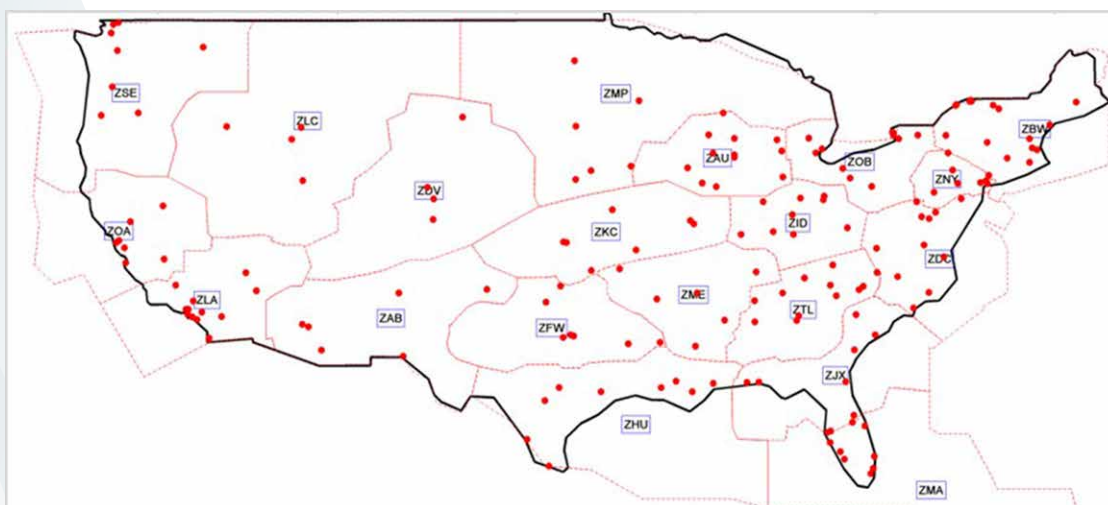 ZSE
ZLC
ZMP
ZBW
ZAU
ZOB
ZDV
ZNY
ZOA
ZKC
ZID
ZDC
ZLA
ZME
ZAB
ZFW
ZTL
ZJX
ZHU
ZMA